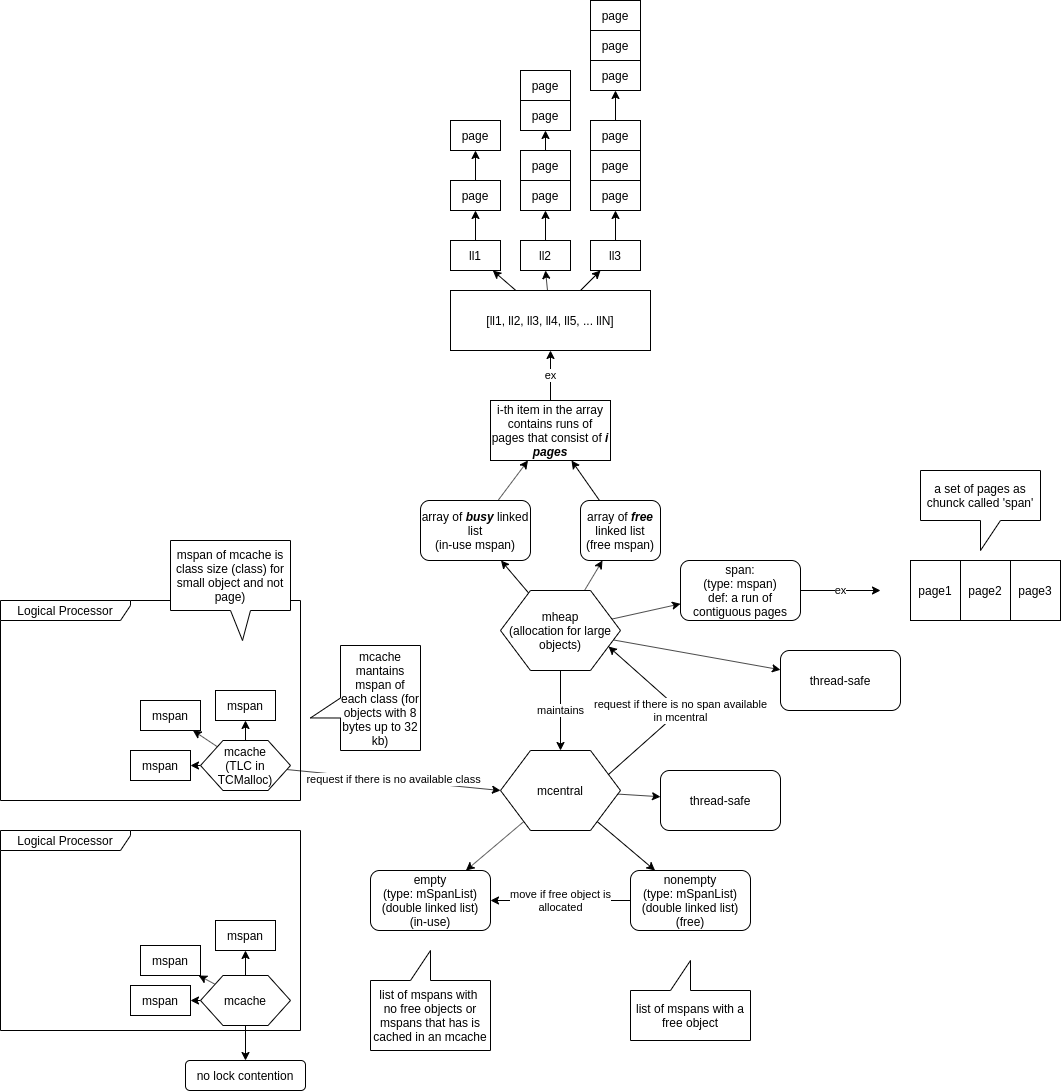 page
page
page
page
page
page
page
page
page
page
page
page
ll1
ll2
ll3
[ll1, ll2, ll3, ll4, ll5, ... llN]
ex
i-th item in the array
contains runs of
pages that consist of i
pages
array of busy linked
list
(in-use mspan)
array of free
linked list
(free mspan)
a set of pages as
chunck called 'span'
span:
(type: mspan)
def: a run of
contiguous pages
ex
page1
page2
page3
mheap
(allocation for large
objects)
thread-safe
mspan of mcache is
class size (class) for
small object and not
page)
Logical Processor
mcache
mantains
mspan of
each class (for
objects with 8
bytes up to 32
kb)
mspan
mspan
mspan
mcache
(TLC in
TCMalloc)
request if there is no available class
maintains
request if there is no span available
in mcentral
mcentral
thread-safe
Logical Processor
mspan
mspan
mspan
mcache
no lock contention
empty
(type: mSpanList)
(double linked list)
(in-use)
move if free object is
allocated
nonempty
(type: mSpanList)
(double linked list)
(free)
list of mspans with
no free objects or
mspans that has is
cached in an mcache
list of mspans with a
free object